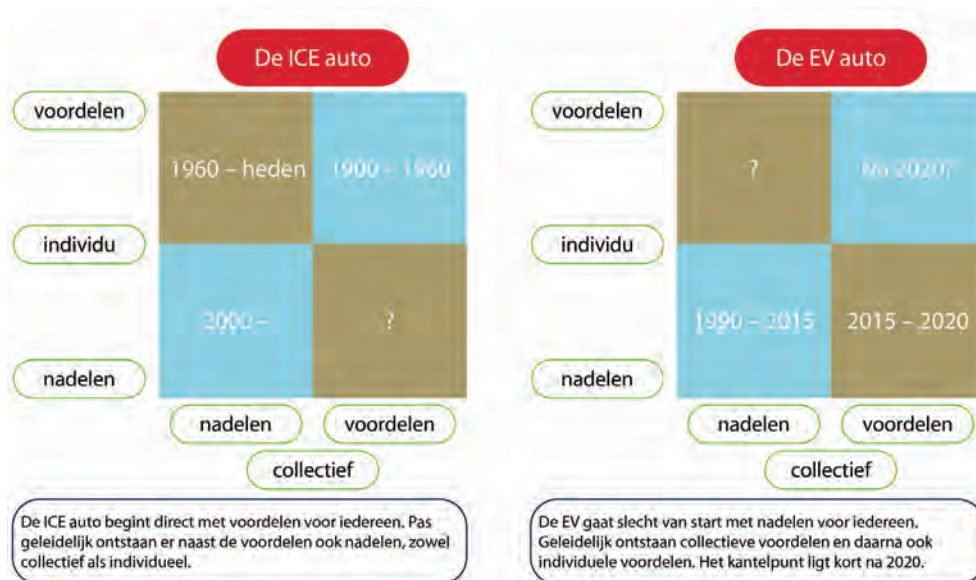 De ICE auto
voordelen
1960 – heden
1900 – 1960
individu
2000 –
?
nadelen
nadelen
voordelen
collectief
De ICE auto begint direct met voordelen voor iedereen. Pas
geleidelijk ontstaan er naast de voordelen ook nadelen, zowel
collectief als individueel.
De EV auto
voordelen
?
Na 2020?
individu
1990 – 2015
2015 – 2020
nadelen
nadelen
voordelen
collectief
De EV gaat slecht van start met nadelen voor iedereen.
Geleidelijk ontstaan collectieve voordelen en daarna ook
individuele voordelen. Het kantelpunt ligt kort na 2020.